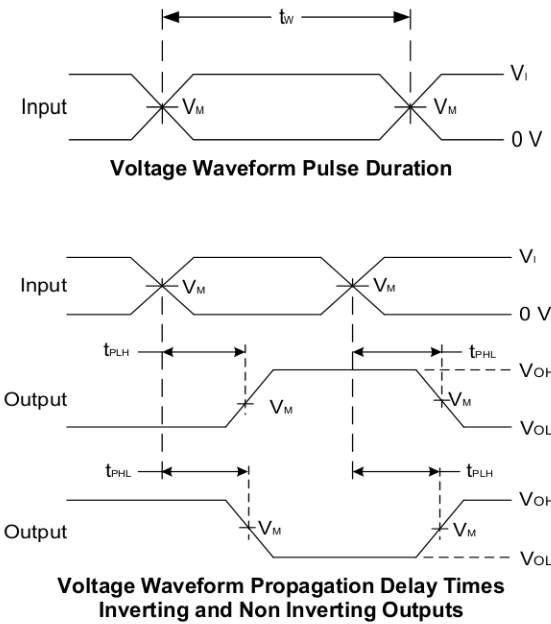 tW
VI
Input
VM
VM
0 V
Voltage Waveform Pulse Duration
VI
Input
VM
VM
0 V
tPLH
tPHL
VOH
Output
VM
VM
VOL
tPHL
tPLH
VOH
Output
VM
VM
VOL
Voltage Waveform Propagation Delay Times
Inverting and Non Inverting Outputs